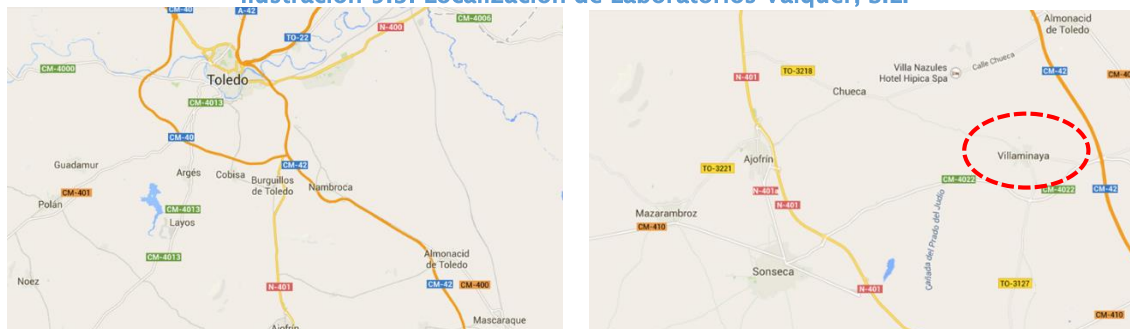 Ilustración 9.3: Localización de Laboratorios Válquer, S.L.
CM-40
A-42
CM-4006
N-400
TO-22
CM-4000
Toledo
CM-4013
CM-40
CM-42
Guadamur
Argés
Cobisa
Burguillos
de Toledo
Nambroca
CM-401
Polán
CM-4013
Layos
CM-4013
Almonacid
de Toledo
Noez
N-401
CM-42
CM-400
Mascaraque
Ajofrín
Almonacid
de Toledo
N-401
TO-3218
Villa Nazules
Hotel Hípica Spa
Calle Chueca
CM-42
Chueca
Ajofrín
Villaminaya
TO-3221
CM-4022
CM-4022
CM-42
N-401a
N-401
Mazarambroz
CM-410
Cañada del Prado del Judío
Sonseca
N-401
TO-3127
CM-410